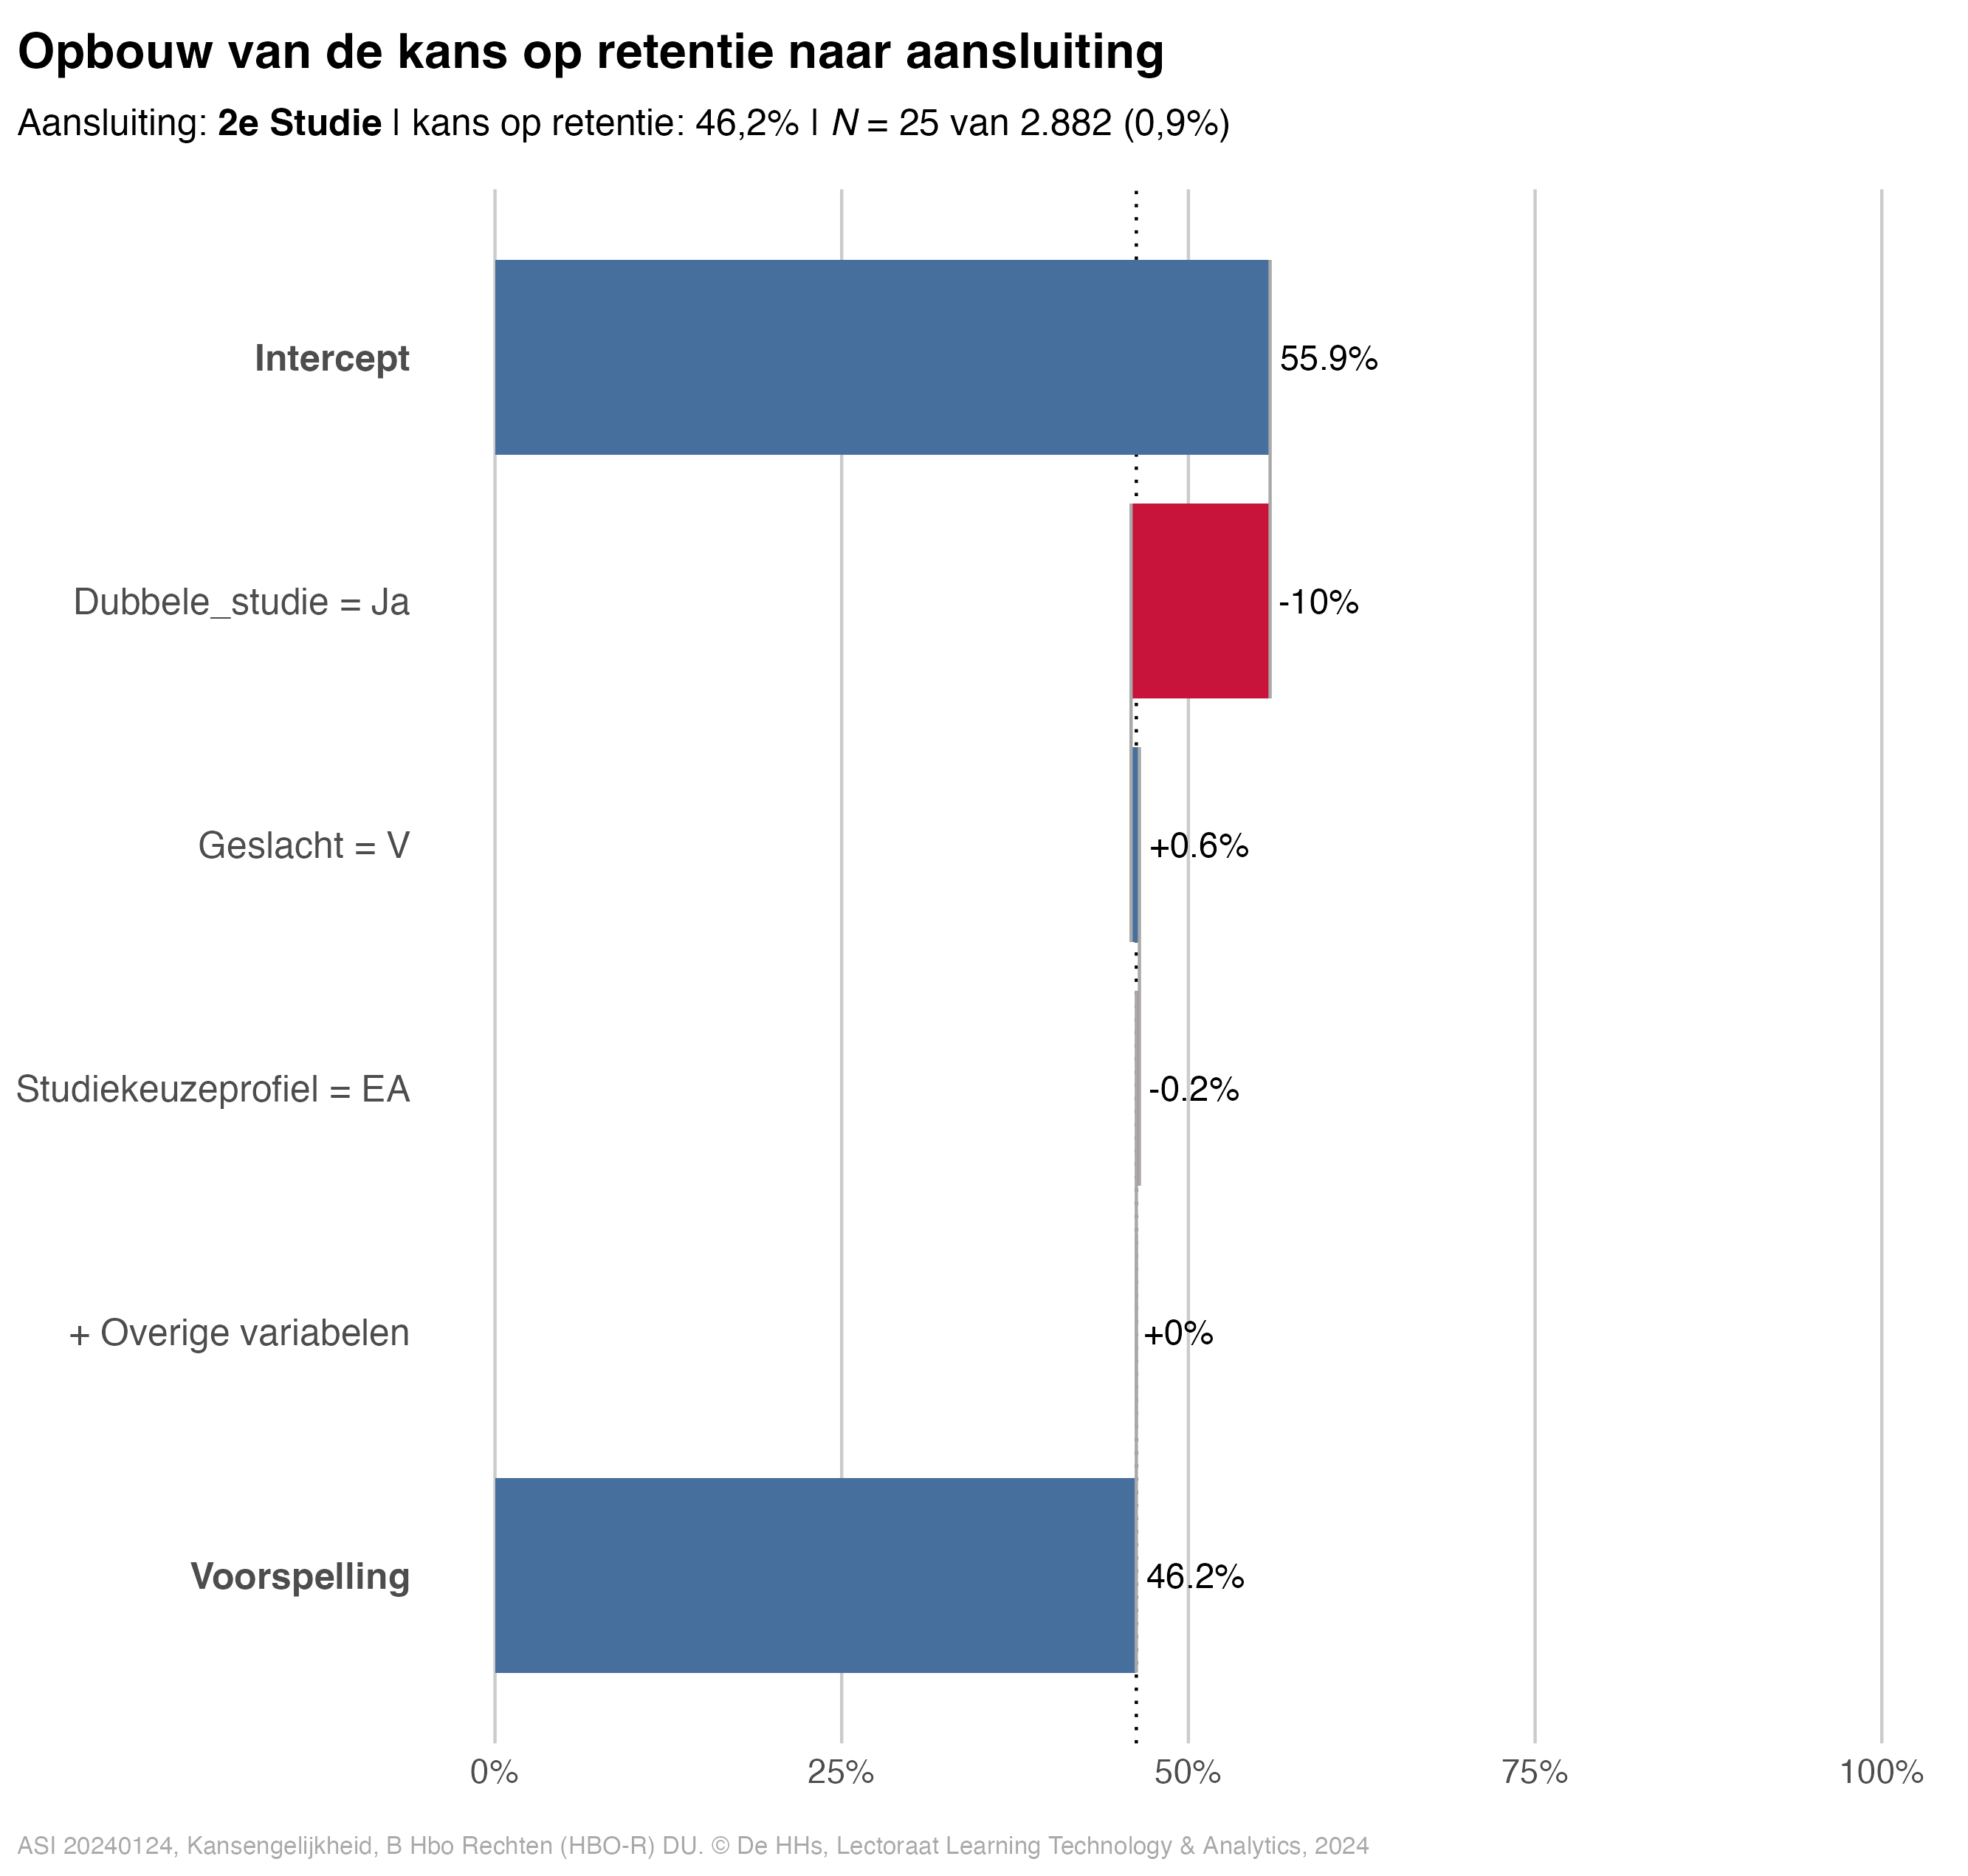 Opbouw van de kans op retentie naar aansluiting
Aansluiting: 2e Studie | kans op retentie: 46,2% | N = 25 van 2.882 (0,9%)
Intercept
55.9%
Dubbele_studie = Ja
-10%
Geslacht = V
+0.6%
Studiekeuzeprofiel = EA
-0.2%
+ Overige variabelen
+0%
Voorspelling
46.2%
0% 25% 50% 75% 100%
ASI 20240124, Kansengelijkheid, B Hbo Rechten (HBO-R) DU. © De HHs, Lectoraat Learning Technology & Analytics, 2024